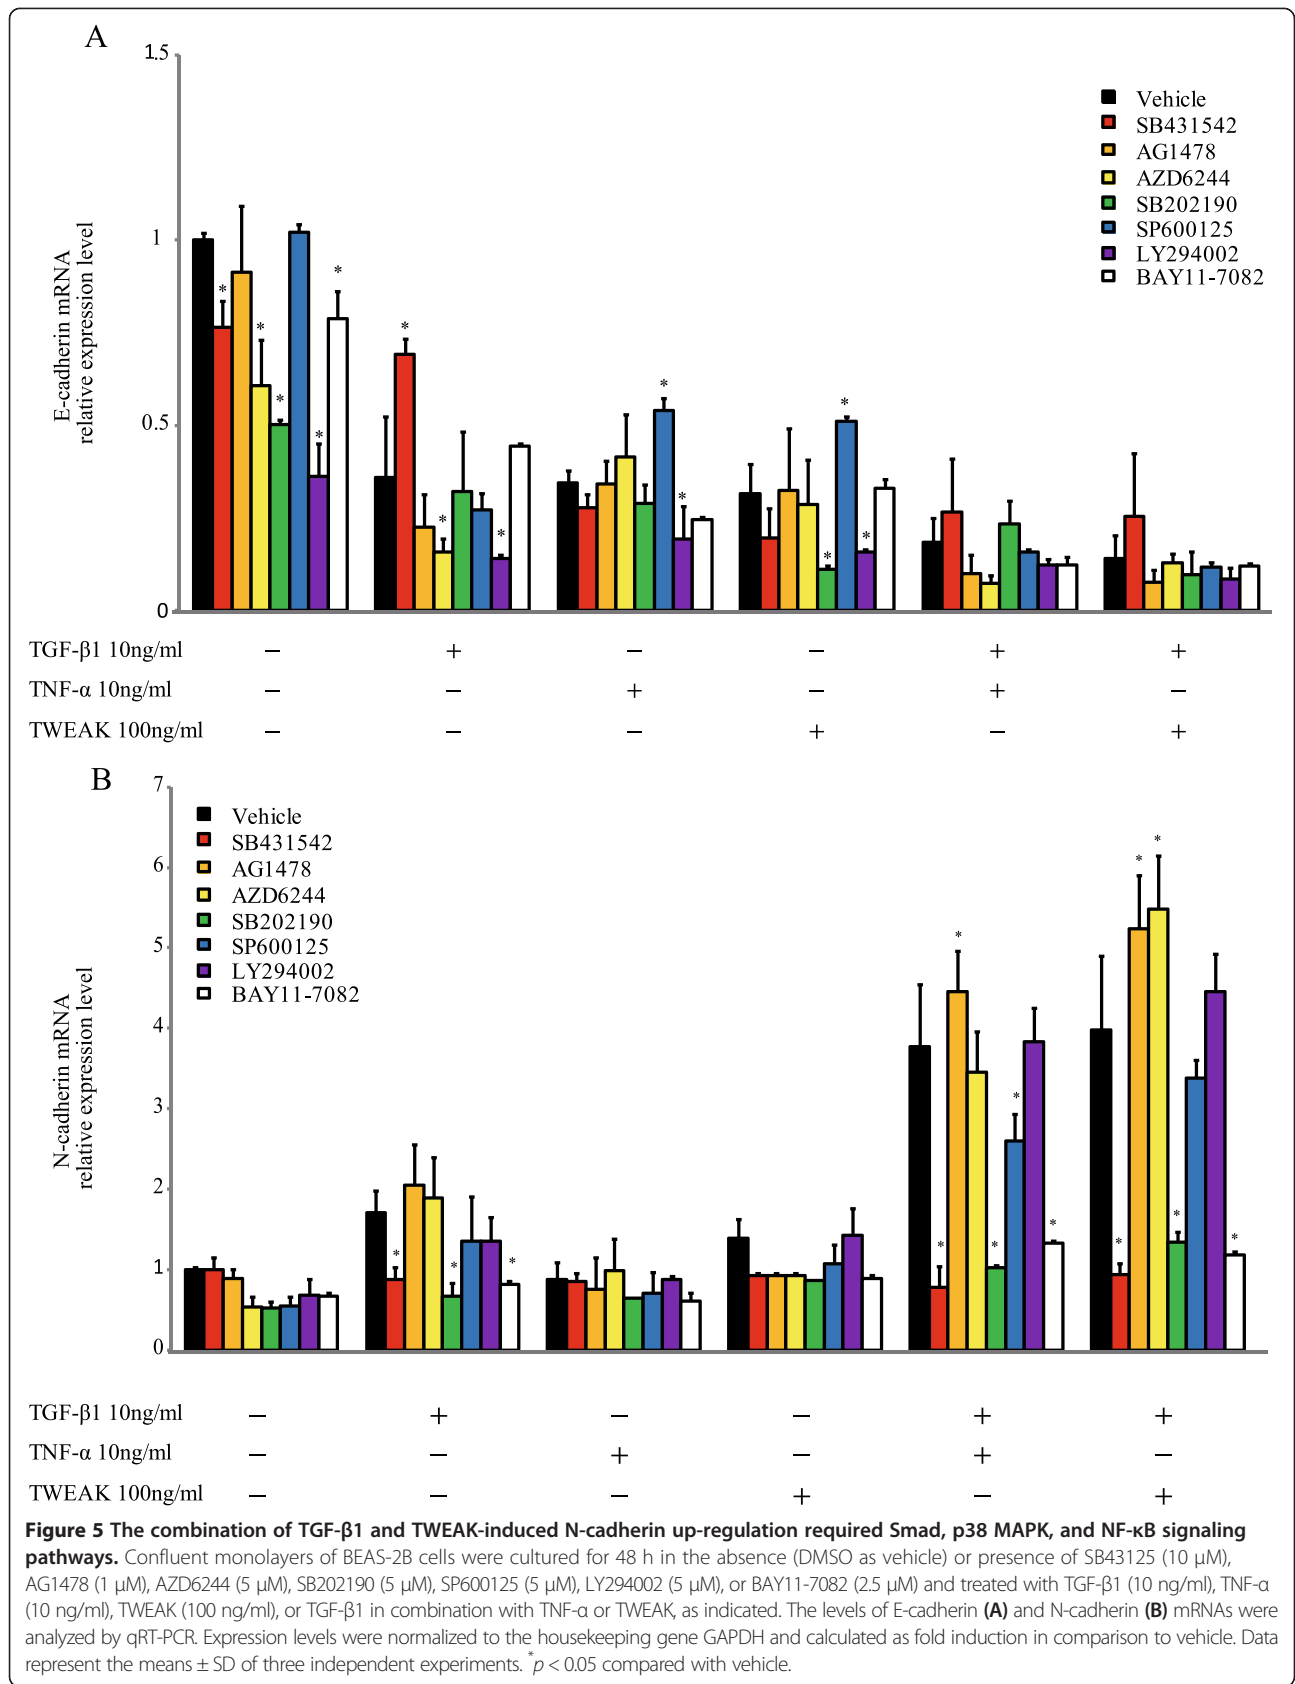 A
1.5
1
0.5
0
E-cadherin mRNA
relative expression level
Vehicle
SB431542
AG1478
AZD6244
SB202190
SP600125
LY294002
BAY11-7082
* * * * * *
* * *
* *
* * *
TGF-β1 10ng/ml − + − − + +
TNF-α 10ng/ml − − + − + −
TWEAK 100ng/ml − − − + − +
B
7
6
5
4
3
2
1
0
N-cadherin mRNA
relative expression level
Vehicle
SB431542
AG1478
AZD6244
SB202190
SP600125
LY294002
BAY11-7082
* * *
* * * * *
* * * * *
TGF-β1 10ng/ml − + − − + +
TNF-α 10ng/ml − − + − + −
TWEAK 100ng/ml − − − + − +
Figure 5 The combination of TGF-β1 and TWEAK-induced N-cadherin up-regulation required Smad, p38 MAPK, and NF-κB signaling
pathways. Confluent monolayers of BEAS-2B cells were cultured for 48 h in the absence (DMSO as vehicle) or presence of SB43125 (10 μM),
AG1478 (1 μM), AZD6244 (5 μM), SB202190 (5 μM), SP600125 (5 μM), LY294002 (5 μM), or BAY11-7082 (2.5 μM) and treated with TGF-β1 (10 ng/ml), TNF-α
(10 ng/ml), TWEAK (100 ng/ml), or TGF-β1 in combination with TNF-α or TWEAK, as indicated. The levels of E-cadherin (A) and N-cadherin (B) mRNAs were
analyzed by qRT-PCR. Expression levels were normalized to the housekeeping gene GAPDH and calculated as fold induction in comparison to vehicle. Data
represent the means ± SD of three independent experiments. *p < 0.05 compared with vehicle.